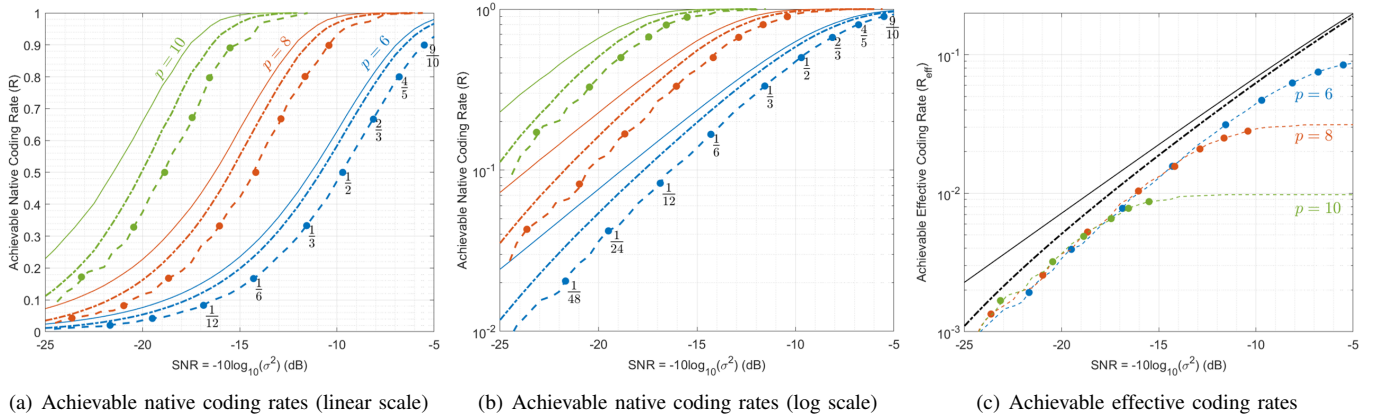 1
0.9
0.8
0.7
0.6
0.5
0.4
0.3
0.2
0.1
0
Achievable Native Coding Rate (R)
p = 10
p = 8
p = 6
9/10
4/5
2/3
1/2
1/3
1/6
1/12
-25 -20 -15 -10 -5
SNR = -10log₁₀(σ²) (dB)
(a) Achievable native coding rates (linear scale)
10⁰
10⁻¹
10⁻²
Achievable Native Coding Rate (R)
9/10
4/5
2/3
1/2
1/3
1/6
1/12
1/24
1/48
-25 -20 -15 -10 -5
SNR = -10log₁₀(σ²) (dB)
(b) Achievable native coding rates (log scale)
10⁻¹
10⁻²
10⁻³
Achievable Effective Coding Rate (R_eff)
p = 6
p = 8
p = 10
-25 -20 -15 -10 -5
SNR = -10log₁₀(σ²) (dB)
(c) Achievable effective coding rates